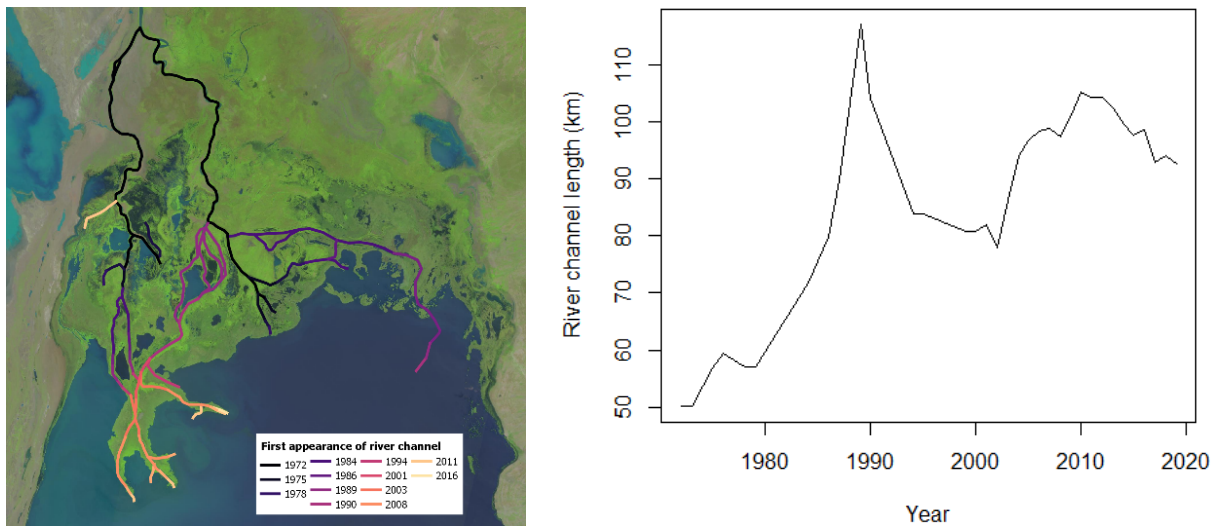 First appearance of river channel
1972 1984 1994 2011
1975 1986 2001 2016
1978 1989 2003
1990 2008
River channel length (km)
110
100
90
80
70
60
50
1980 1990 2000 2010 2020
Year